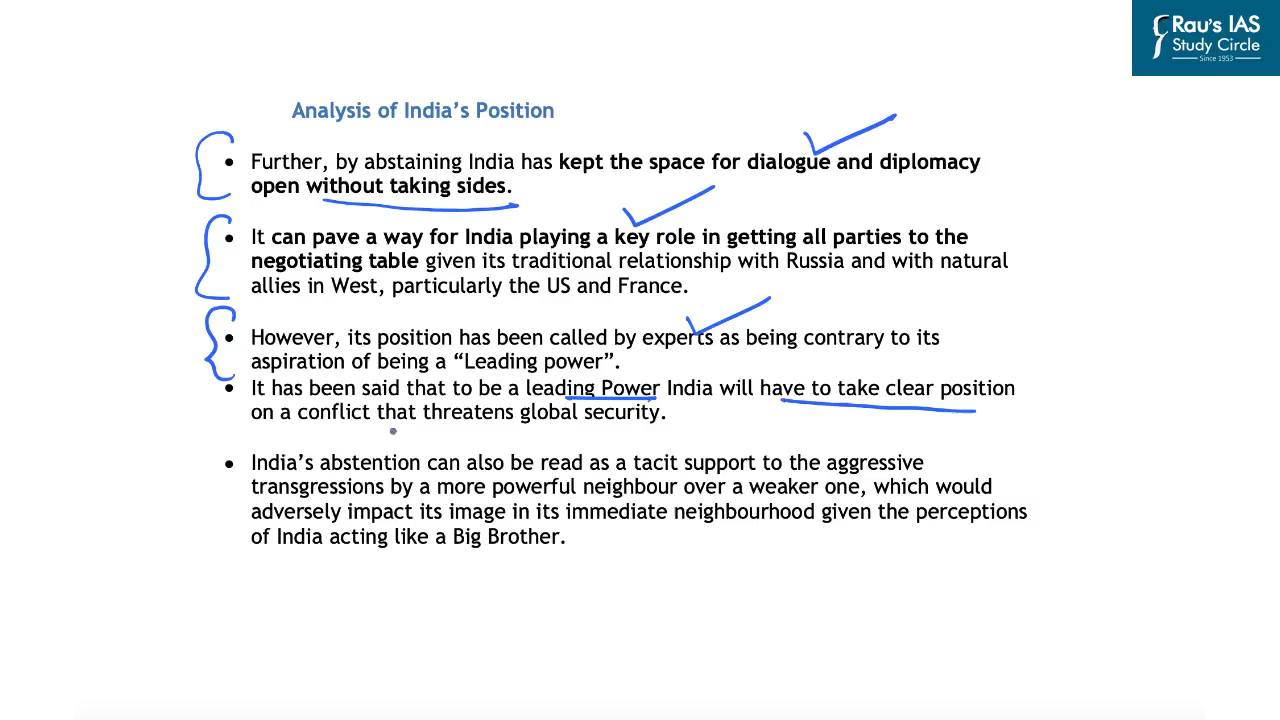 Rau's IAS
Study Circle
Since 1953
Analysis of India's Position
• Further, by abstaining India has kept the space for dialogue and diplomacy
open without taking sides.
• It can pave a way for India playing a key role in getting all parties to the
negotiating table given its traditional relationship with Russia and with natural
allies in West, particularly the US and France.
• However, its position has been called by experts as being contrary to its
aspiration of being a “Leading power”.
• It has been said that to be a leading Power India will have to take clear position
on a conflict that threatens global security.
• India's abstention can also be read as a tacit support to the aggressive
transgressions by a more powerful neighbour over a weaker one, which would
adversely impact its image in its immediate neighbourhood given the perceptions
of India acting like a Big Brother.